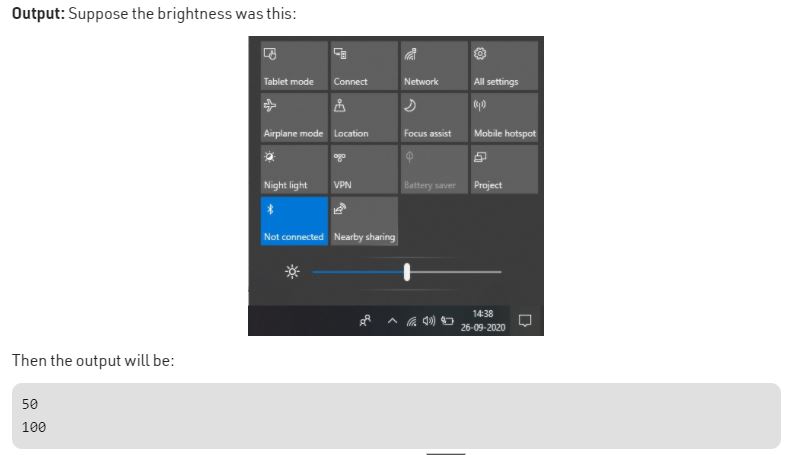 Output: Suppose the brightness was this:
Tablet mode Connect Network All settings
Airplane mode Location Focus assist Mobile hotspot
Night light VPN Battery saver Project
Not connected Nearby sharing
14:38
26-09-2020
Then the output will be:
50
100